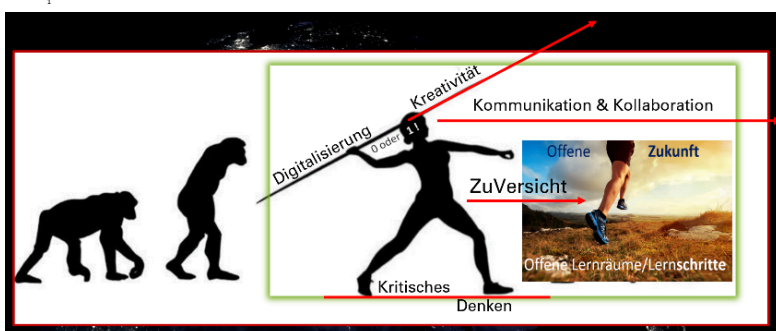 Kreativität
Kommunikation & Kollaboration
Digitalisierung
0 oder 1 !
Offene Zukunft
ZuVersicht
Offene Lernräume/Lernschritte
Kritisches
Denken